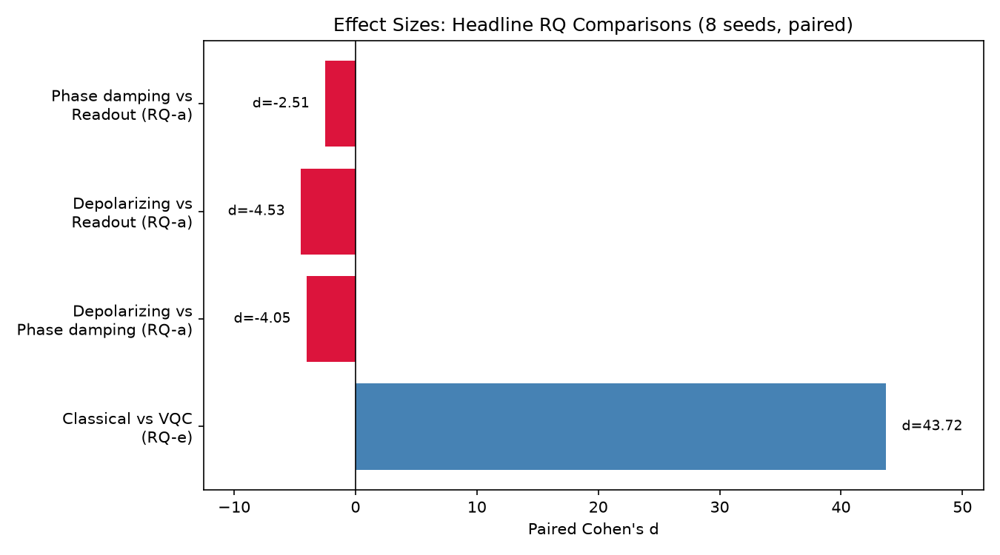 Effect Sizes: Headline RQ Comparisons (8 seeds, paired)
Phase damping vs
Readout (RQ-a)
d=-2.51
Depolarizing vs
Readout (RQ-a)
d=-4.53
Depolarizing vs
Phase damping (RQ-a)
d=-4.05
Classical vs VQC
(RQ-e)
d=43.72
−10 0 10 20 30 40 50
Paired Cohen's d